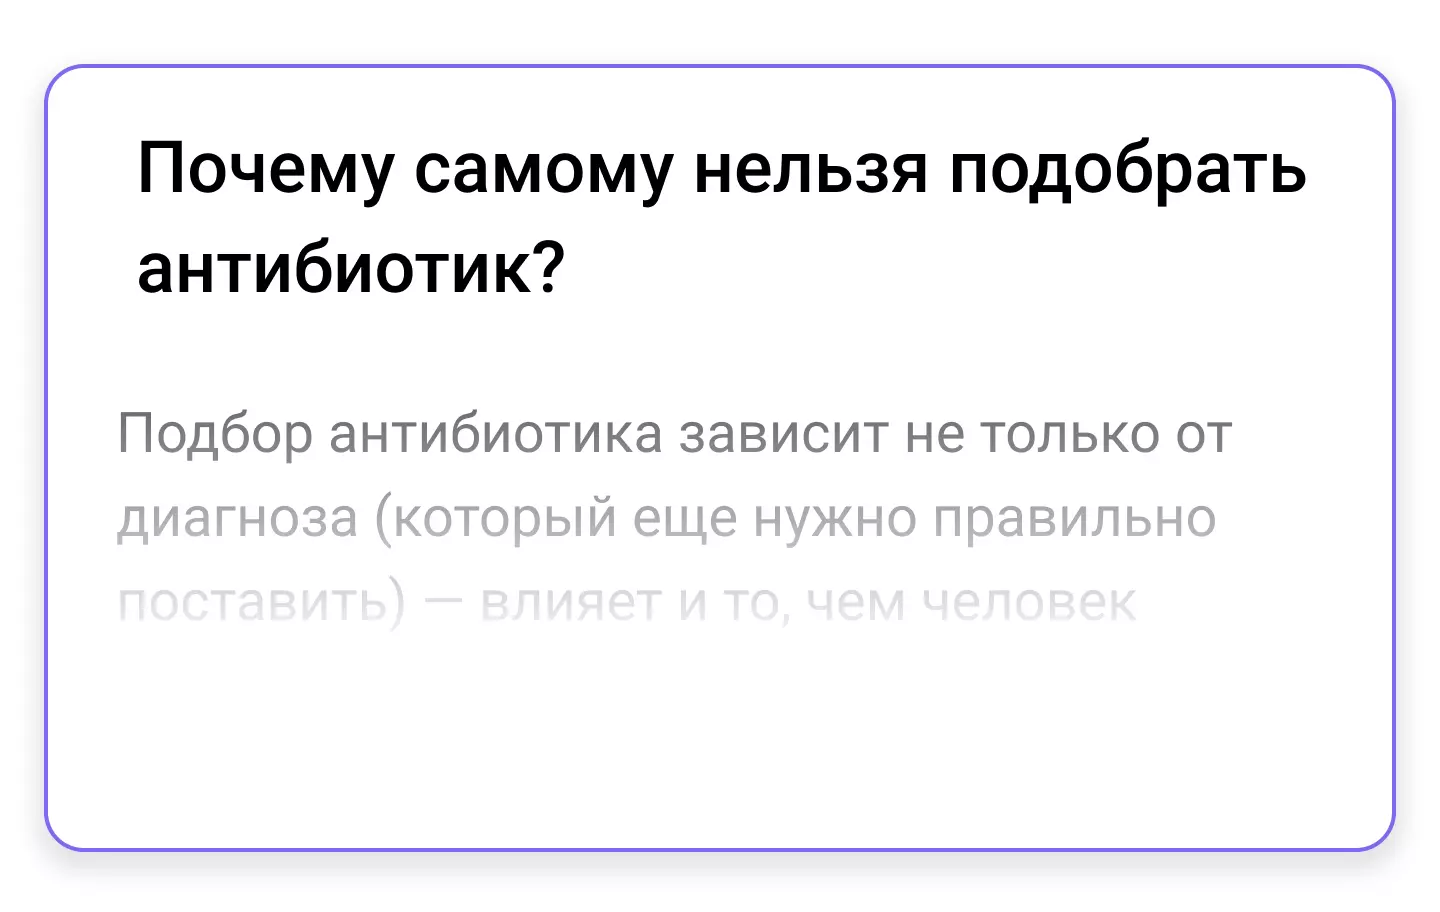 Почему самому нельзя подобрать
антибиотик?
Подбор антибиотика зависит не только от
диагноза (который еще нужно правильно
поставить) — влияет и то, чем человек